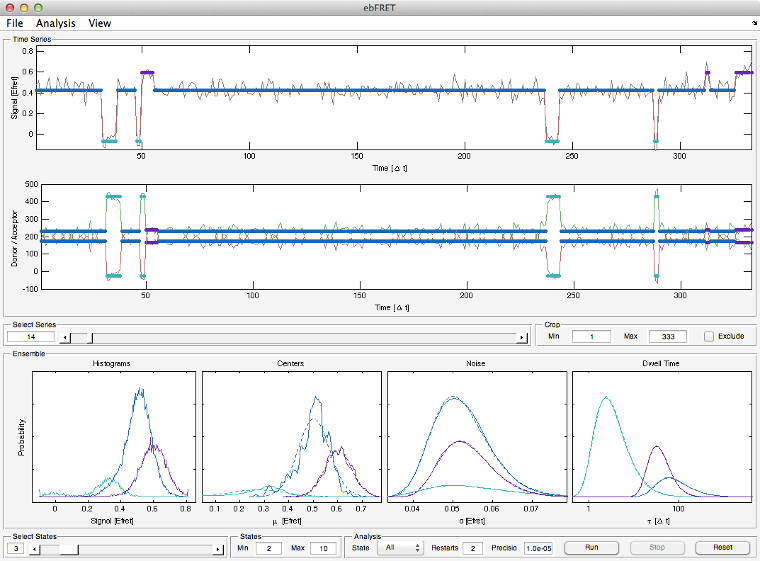 ebFRET
File Analysis View
Time Series
Signal [Efret]
0.8
0.6
0.4
0.2
0
50 100 150 200 250 300
Time [Δ t]
Donor / Acceptor
500
400
300
200
100
0
-100
50 100 150 200 250 300
Time [Δ t]
Select Series
14
Crop
Min 1 Max 333 Exclude
Ensemble
Histograms Centers Noise Dwell Time
Probability
0 0.2 0.4 0.6 0.8 0.1 0.2 0.3 0.4 0.5 0.6 0.7 0.04 0.05 0.06 0.07 1 100
Signal [Efret] μ [Efret] σ [Efret] τ [Δ t]
Select States
3
States
Min 2 Max 10
Analysis
State All Restarts 2 Precisio 1.0e-05 Run Stop Reset